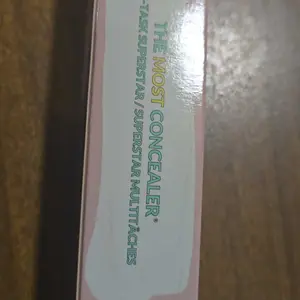 THE MOST CONCEALER®
-TASK SUPERSTAR / SUPERSTAR MULTITÂCHES